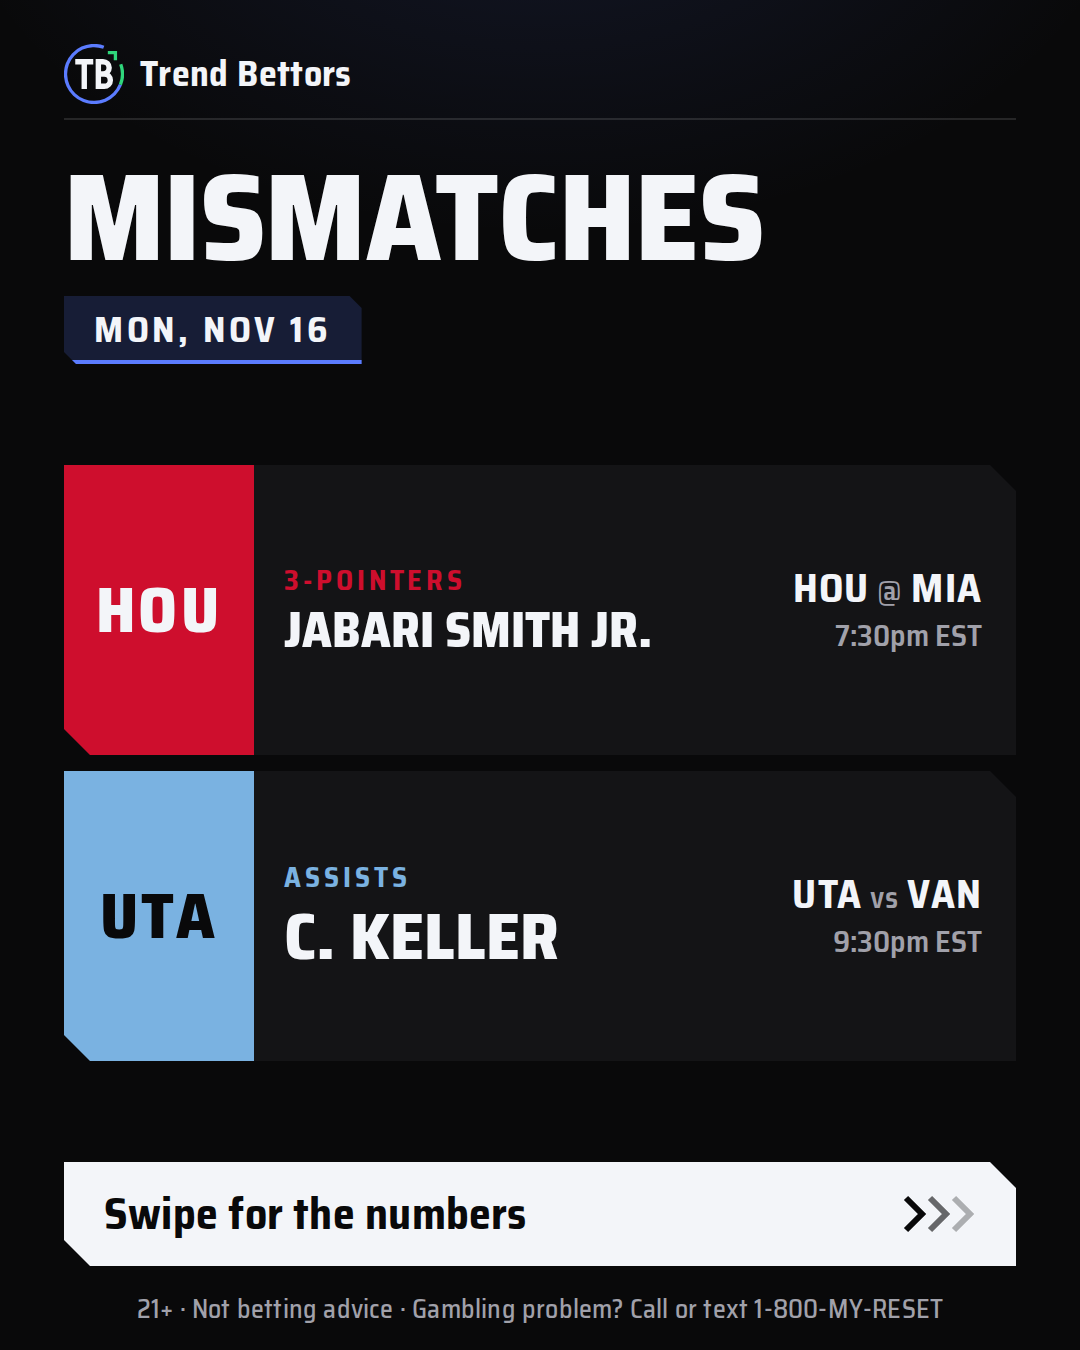 TB Trend Bettors
MISMATCHES
MON, NOV 16
HOU
3-POINTERS
JABARI SMITH JR.
HOU @ MIA
7:30pm EST
UTA
ASSISTS
C. KELLER
UTA vs VAN
9:30pm EST
Swipe for the numbers
21+ · Not betting advice · Gambling problem? Call or text 1-800-MY-RESET